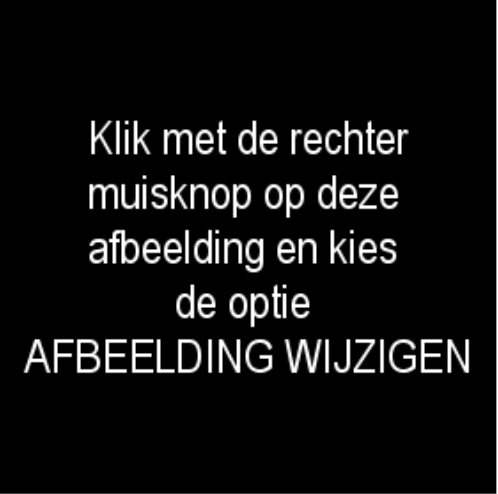 Klik met de rechter
muisknop op deze
afbeelding en kies
de optie
AFBEELDING WIJZIGEN